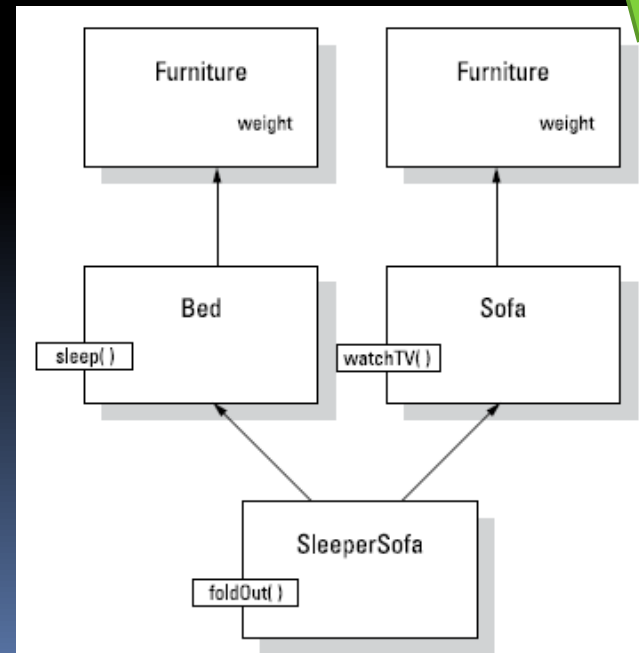 Furniture
weight
Furniture
weight
Bed
sleep( )
Sofa
watchTV( )
SleeperSofa
foldOut( )